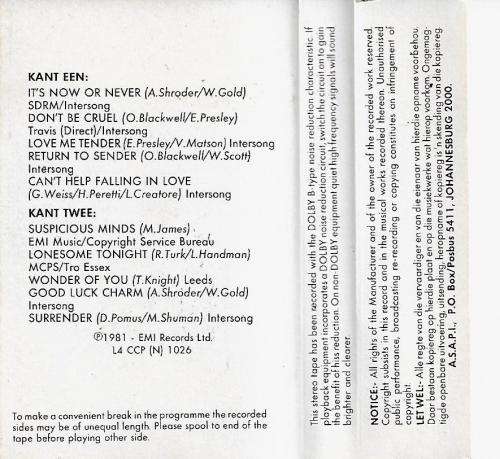 KANT EEN:
IT'S NOW OR NEVER (A.Shroder/W.Gold)
SDRM/Intersong
DON'T BE CRUEL (O.Blackwell/E.Presley)
Travis (Direct)/Intersong
LOVE ME TENDER (E.Presley/V.Matson) Intersong
RETURN TO SENDER (O.Blackwell/W.Scott)
Intersong
CAN'T HELP FALLING IN LOVE
(G.Weiss/H.Peretti/L.Creatore) Intersong
KANT TWEE:
SUSPICIOUS MINDS (M.James)
EMI Music/Copyright Service Bureau
LONESOME TONIGHT (R.Turk/L.Handman)
MCPS/Tro Essex
WONDER OF YOU (T.Knight) Leeds
GOOD LUCK CHARM (A.Shroder/W.Gold)
Intersong
SURRENDER (D.Pomus/M.Shuman) Intersong
℗1981 - EMI Records Ltd.
L4 CCP (N) 1026
To make a convenient break in the programme the recorded
sides may be of unequal length. Please spool to end of the
tape before playing other side.
This stereo tape has been recorded with the DOLBY B-type noise reduction characteristic. If
playback equipment incorporates a DOLBY noise reduction circuit, switch the circuit on to gain
the benefit of his reduction. On non DOLBY equipment quiet high frequency signals will sound
brighter and clearer.
NOTICE:- All rights of the Manufacturer and of the owner of the recorded work reserved.
Copyright subsists in this record and in the musical works recorded thereon. Unauthorised
public performance, broadcasting re-recording or copying constitutes an infringement of
copyright.
LET WEL:- Alle regte van die vervaardiger en van die eienaar van hierdie opname voorbehou.
Daar bestaan kopiereg op hierdie plaat en op die musiekwerke wat hierop voorkom. Ongemag-
tigde openbare uitvoering, uitsending, heropname of kopiereg is 'n skending van die kopiereg.
A.S.A.P.I., P.O. Box/Posbus 5411, JOHANNESBURG 2000.